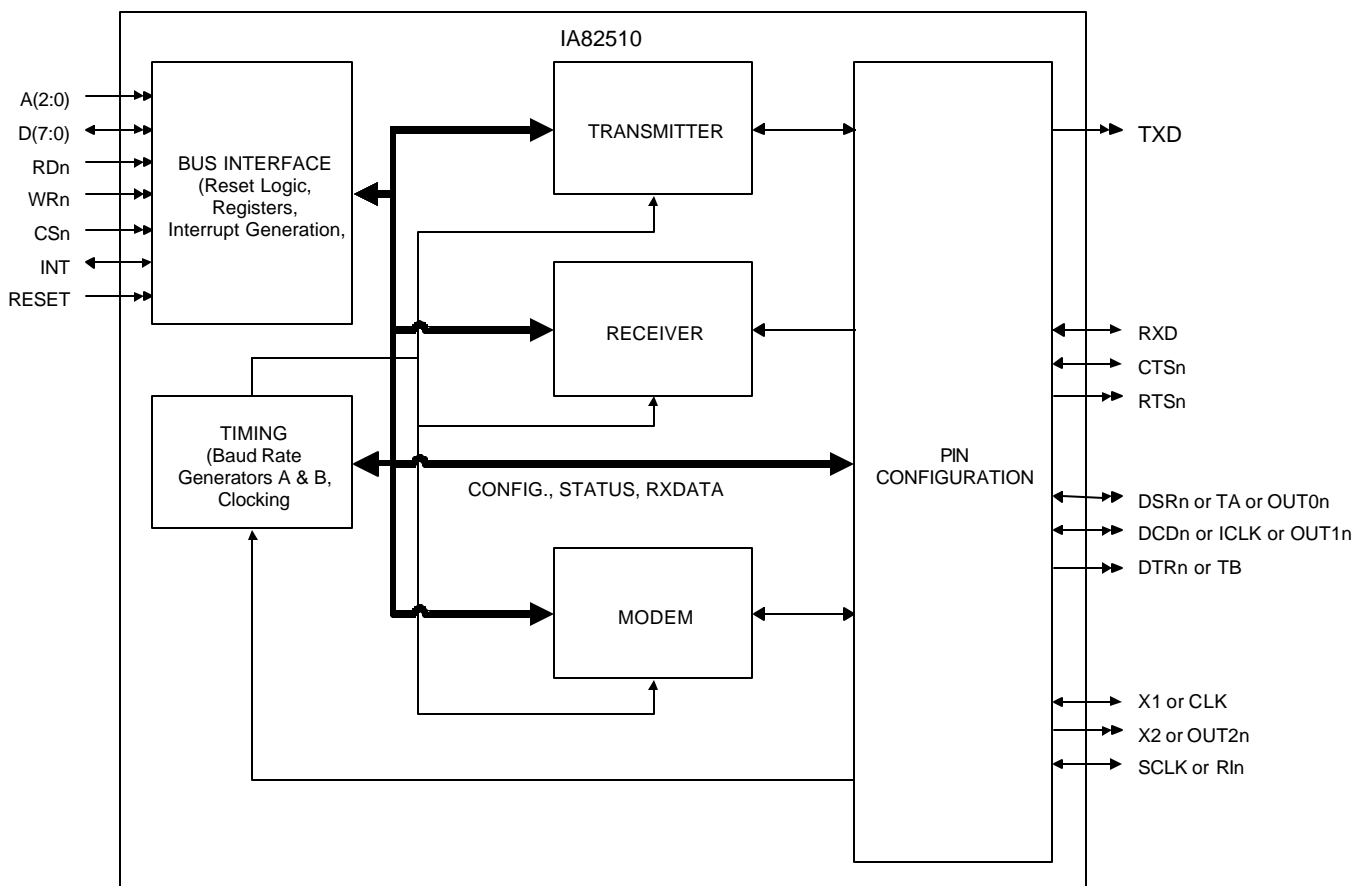 IA82510
A(2:0)
D(7:0)
RDn
WRn
CSn
INT
RESET
BUS INTERFACE
(Reset Logic,
Registers,
Interrupt Generation,
TIMING
(Baud Rate
Generators A & B,
Clocking
TRANSMITTER
RECEIVER
CONFIG., STATUS, RXDATA
MODEM
PIN
CONFIGURATION
TXD
RXD
CTSn
RTSn
DSRn or TA or OUT0n
DCDn or ICLK or OUT1n
DTRn or TB
X1 or CLK
X2 or OUT2n
SCLK or RIn